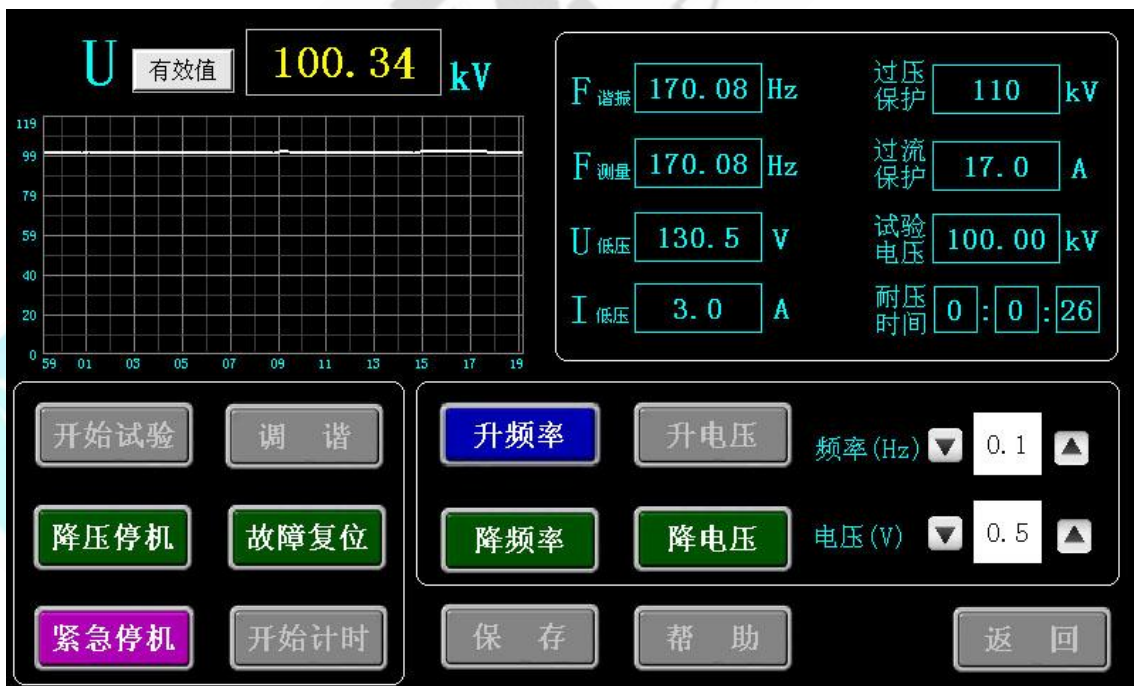 U 有效值 100.34 kV
119
99
79
59
40
20
0
59 01 03 05 07 09 11 13 15 17 19
F谐振 170.08 Hz
过压保护 110 kV
F测量 170.08 Hz
过流保护 17.0 A
U低压 130.5 V
试验电压 100.00 kV
I低压 3.0 A
耐压时间 0 : 0 : 26
开始试验 调 谐
降压停机 故障复位
紧急停机 开始计时
升频率 升电压
频率(Hz) 0.1
降频率 降电压
电压(V) 0.5
保 存 帮 助 返 回